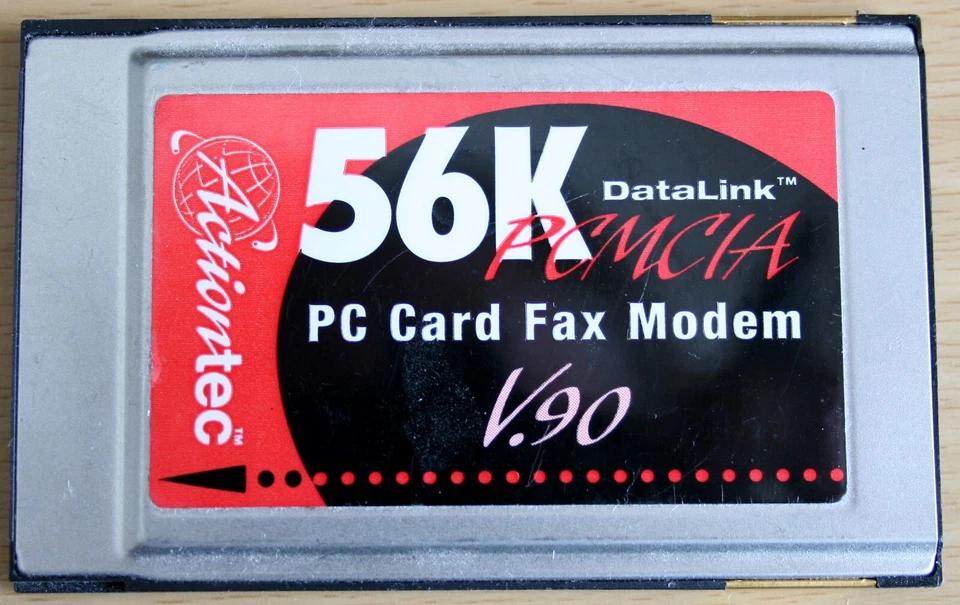 Actiontec™
56K
DataLink™
PCMCIA
PC Card Fax Modem
V.90